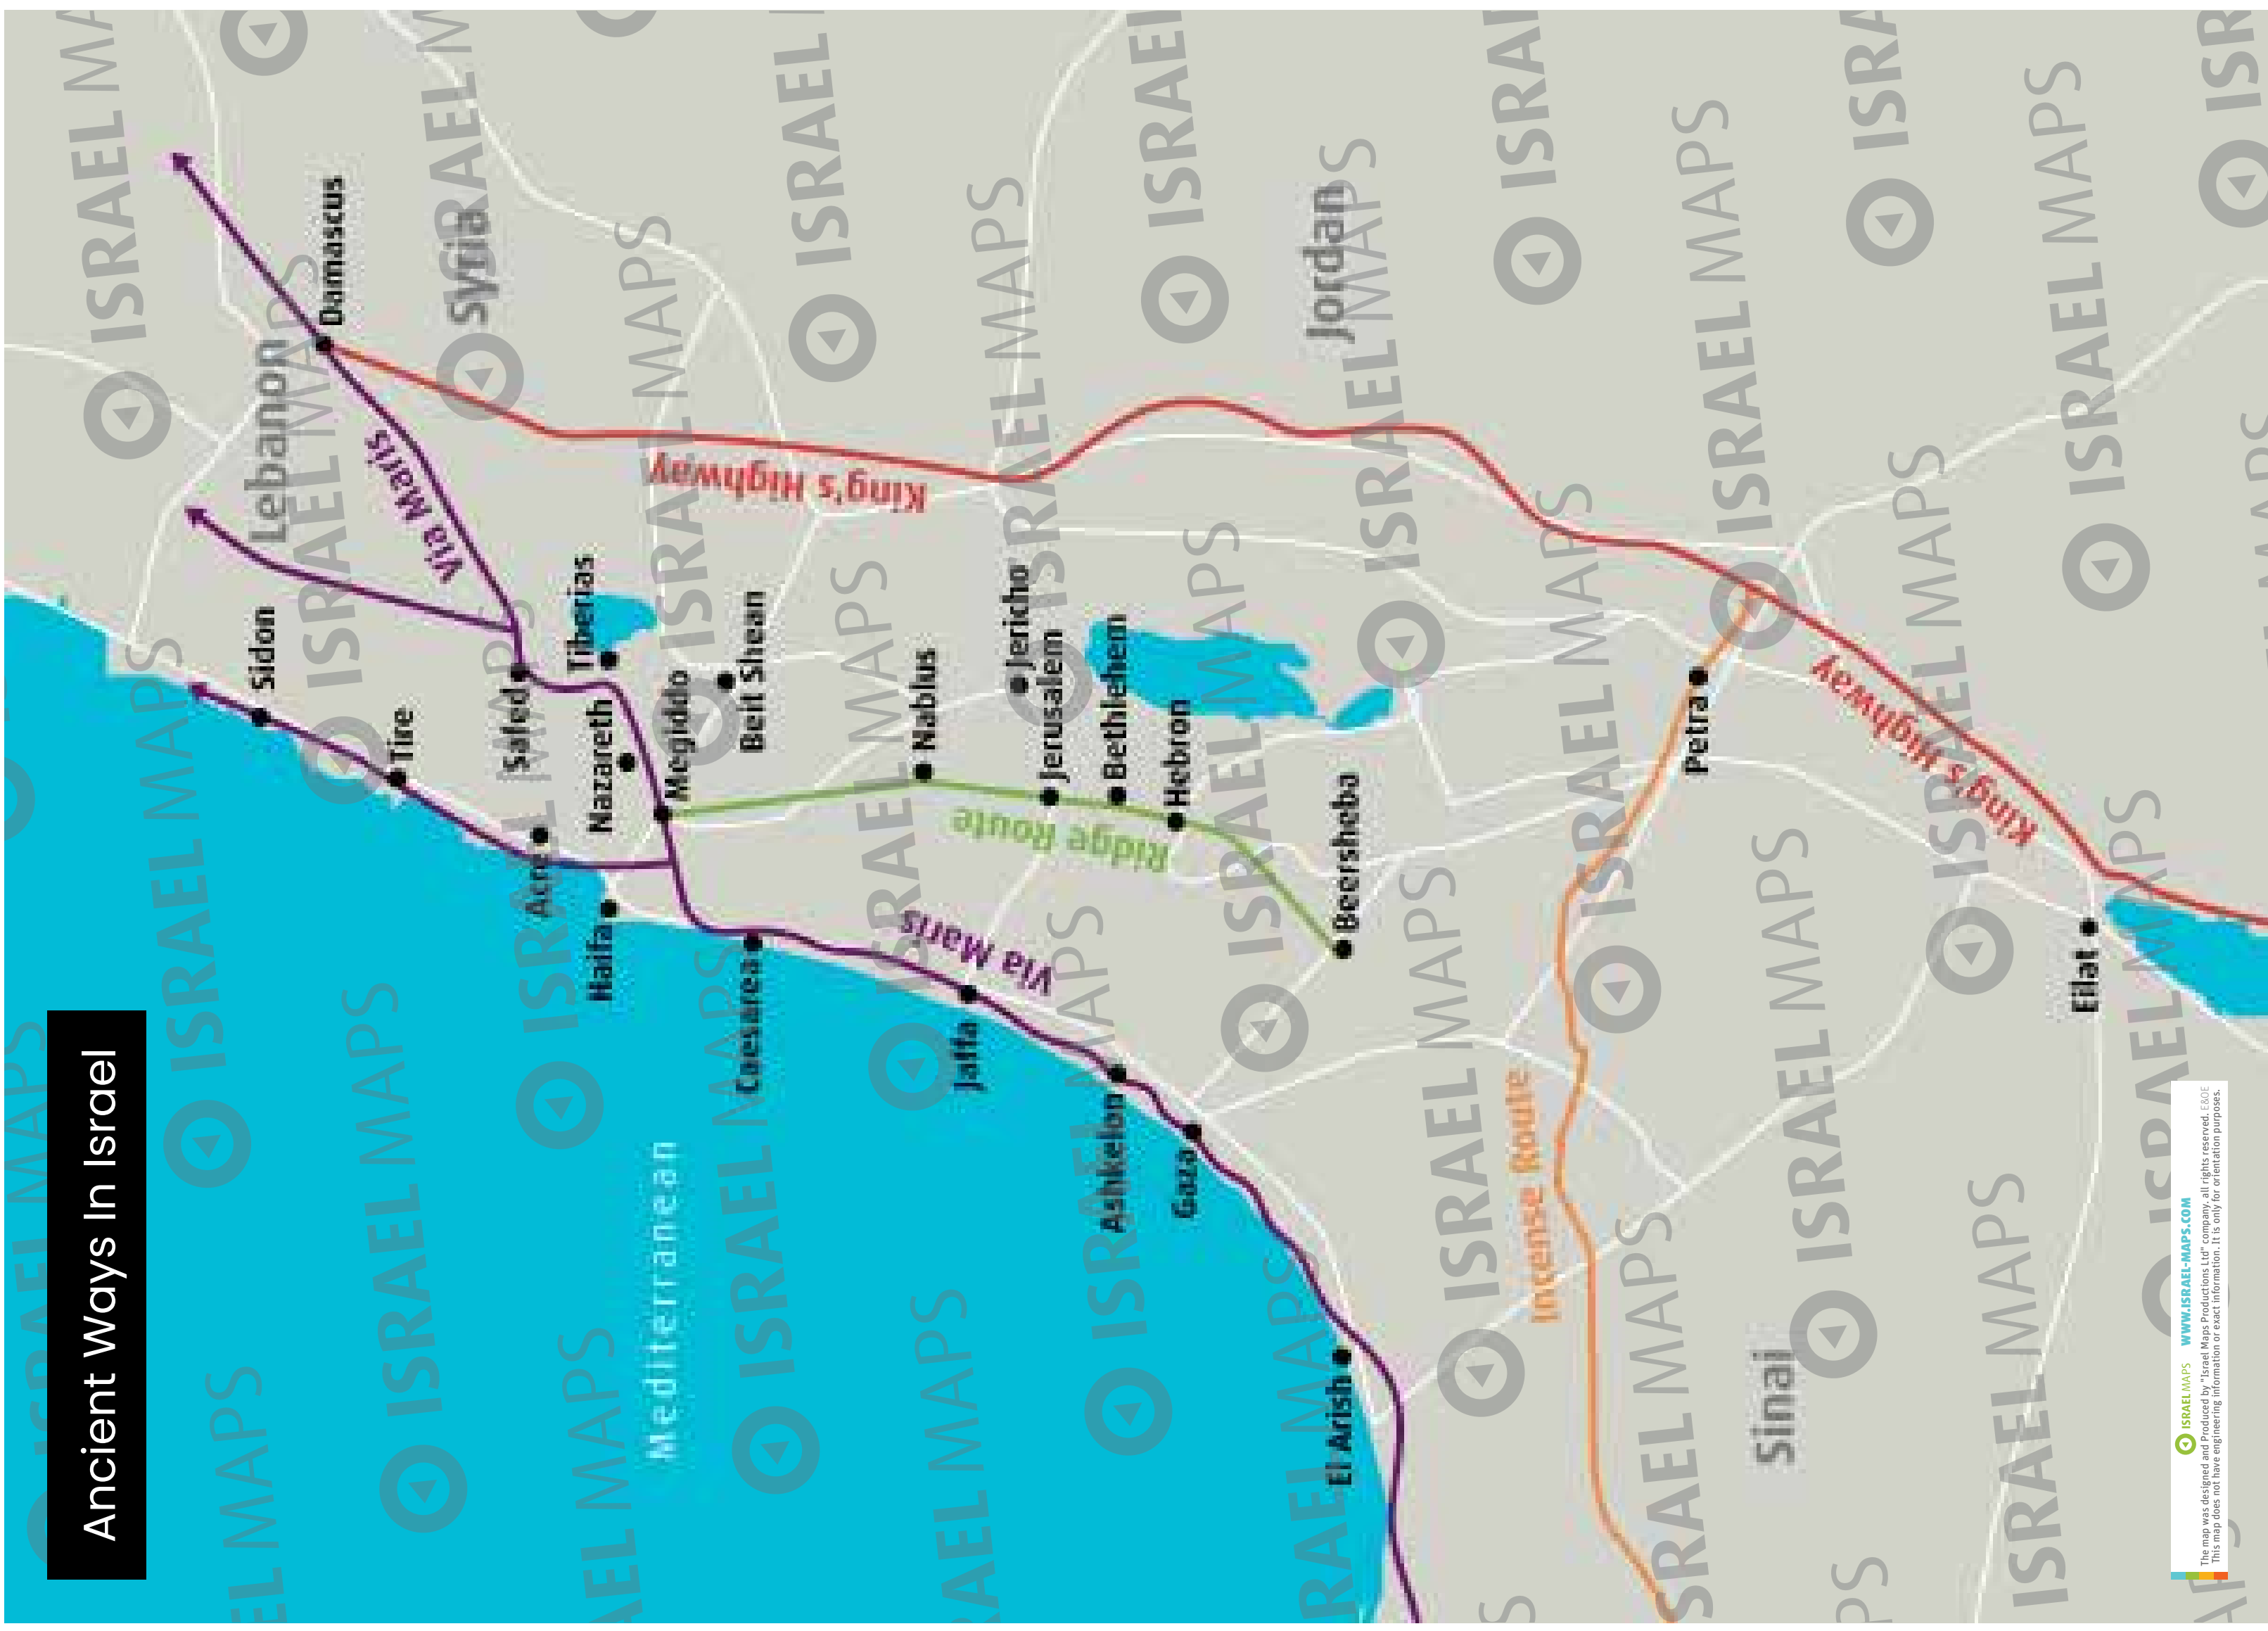 Ancient Ways In Israel
Lebanon
Damascus
Syria
Via Maris
Sidon
Tire
Safed
Tiberias
Acre
Nazareth
Haifa
Megiddo
Beit Shean
King's Highway
Caesarea
Mediterranean
Nablus
Via Maris
Jaffa
Jericho
Jerusalem
Ridge Route
Bethlehem
Ashkelon
Hebron
Gaza
Jordan
Beersheba
El Arish
Incense Route
Petra
King's Highway
Sinai
Eilat
ISRAEL MAPS
ISRAELMAPS WWW.ISRAEL-MAPS.COM
The map was designed and Produced by "Israel Maps Productions Ltd" company, all rights reserved. E&OE
This map does not have engineering information or exact information. It is only for orientation purposes.